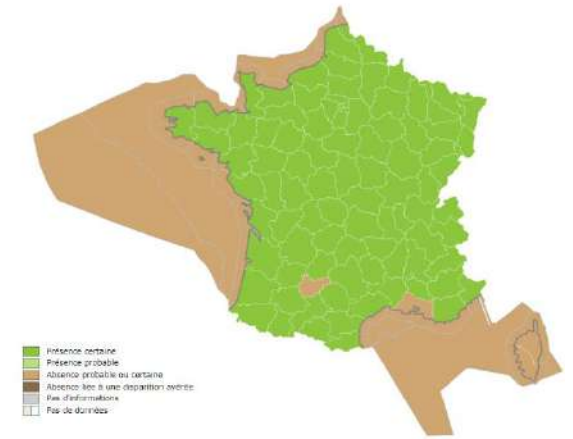 Présence certaine
Présence probable
Absence probable ou certaine
Absence liée à une disparition avérée
Pas d'informations
Pas de données